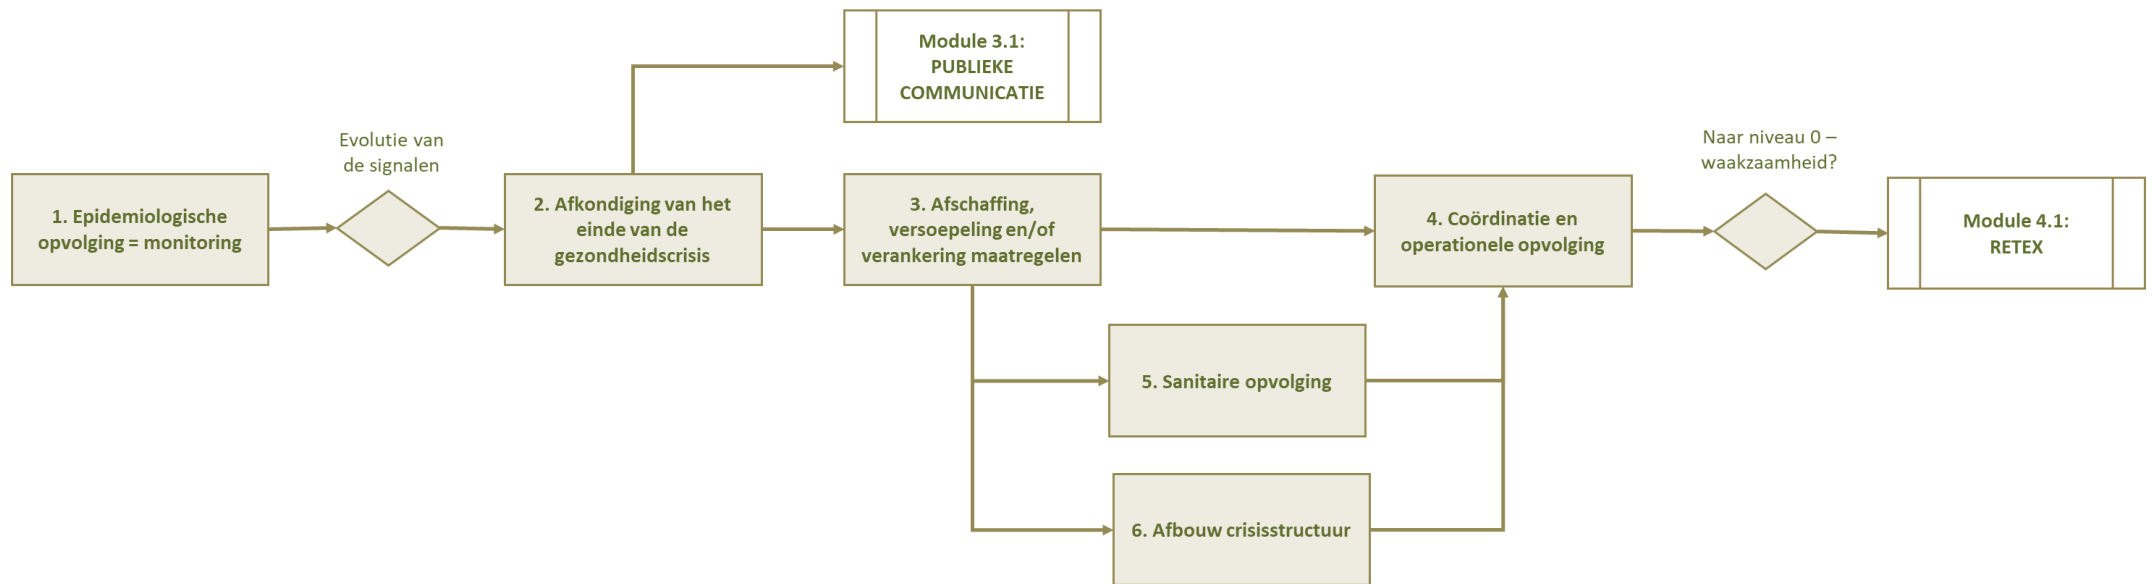 Module 3.1:
PUBLIEKE
COMMUNICATIE
Evolutie van
de signalen
Naar niveau 0 –
waakzaamheid?
1. Epidemiologische
opvolging = monitoring
2. Afkondiging van het
einde van de
gezondheidscrisis
3. Afschaffing,
versoepeling en/of
verankering maatregelen
4. Coördinatie en
operationele opvolging
Module 4.1:
RETEX
5. Sanitaire opvolging
6. Afbouw crisisstructuur